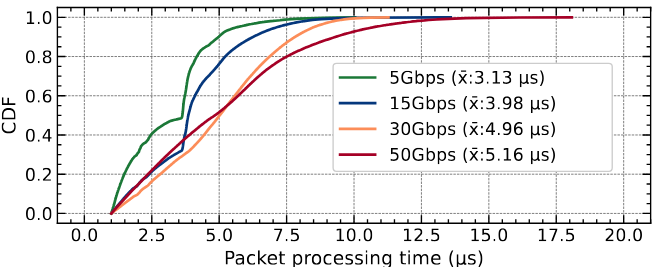 1.0
0.8
0.6
0.4
0.2
0.0
CDF
5Gbps (x̄:3.13 μs)
15Gbps (x̄:3.98 μs)
30Gbps (x̄:4.96 μs)
50Gbps (x̄:5.16 μs)
0.0 2.5 5.0 7.5 10.0 12.5 15.0 17.5 20.0
Packet processing time (μs)